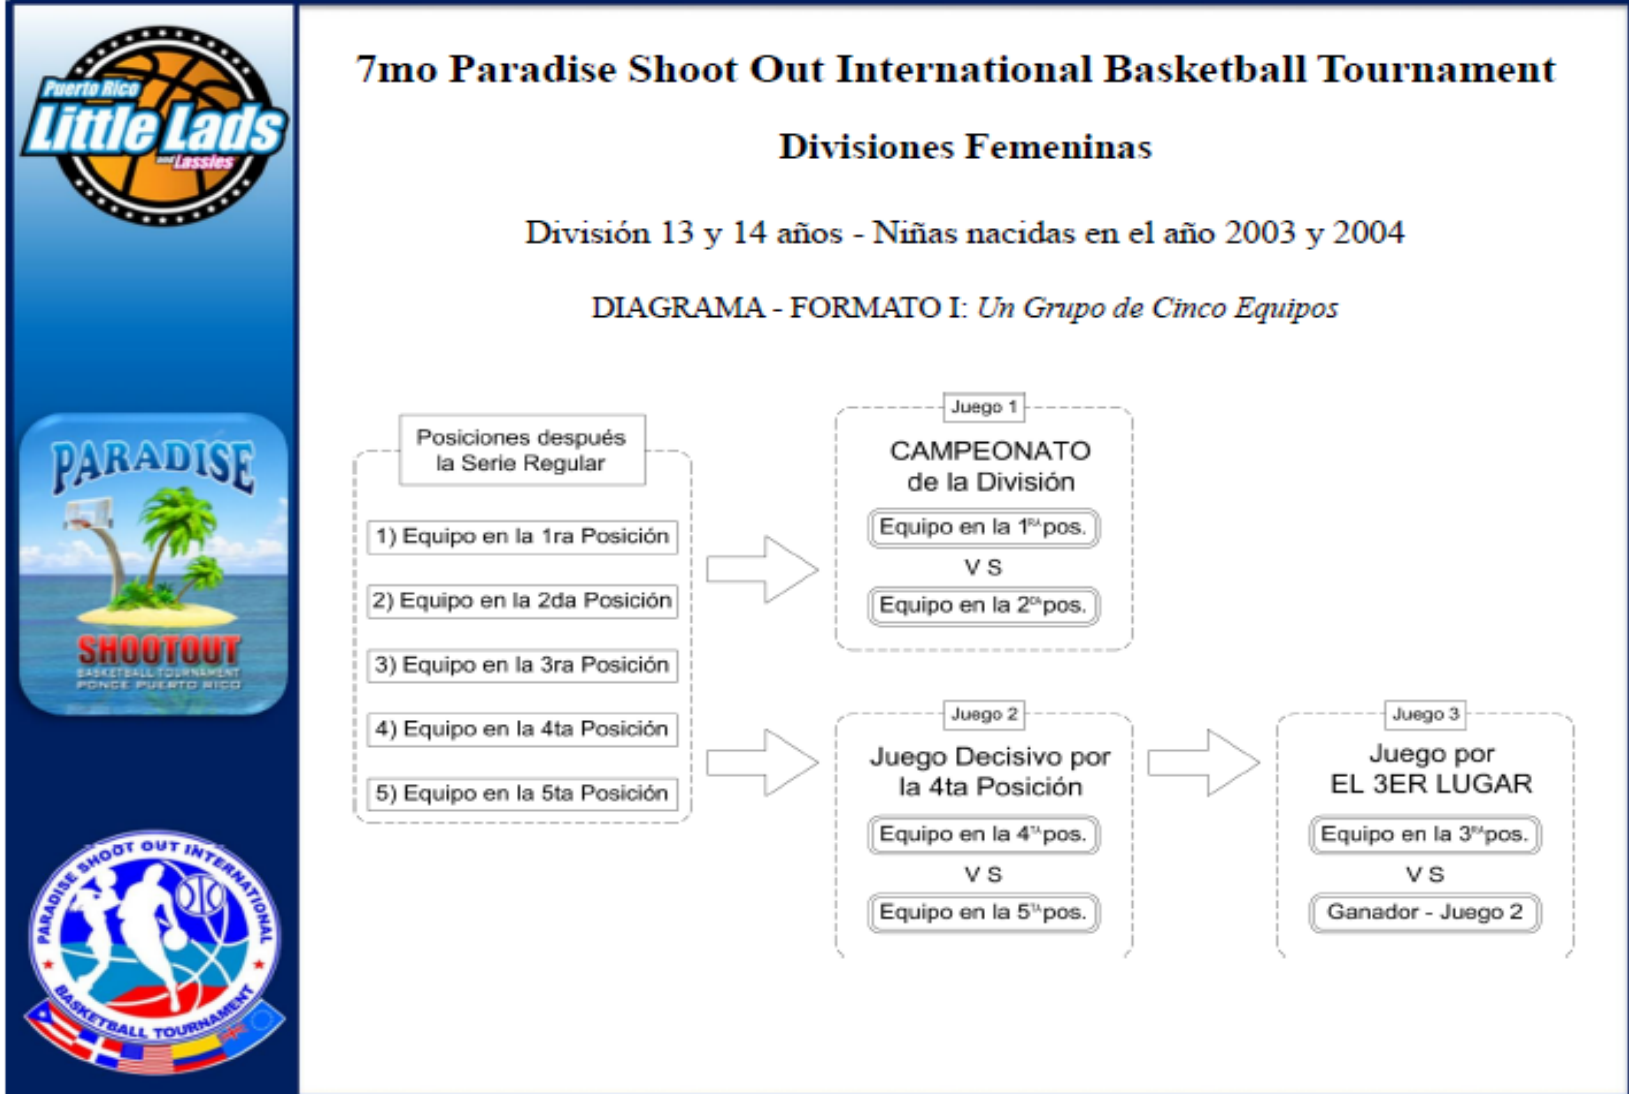 Puerto Rico
Little Lads
and Lassies
7mo Paradise Shoot Out International Basketball Tournament
Divisiones Femeninas
División 13 y 14 años - Niñas nacidas en el año 2003 y 2004
DIAGRAMA - FORMATO I: Un Grupo de Cinco Equipos
Posiciones después
la Serie Regular
1) Equipo en la 1ra Posición
2) Equipo en la 2da Posición
3) Equipo en la 3ra Posición
4) Equipo en la 4ta Posición
5) Equipo en la 5ta Posición
Juego 1
CAMPEONATO
de la División
Equipo en la 1RA pos.
V S
Equipo en la 2DA pos.
Juego 2
Juego Decisivo por
la 4ta Posición
Equipo en la 4TA pos.
V S
Equipo en la 5TA pos.
Juego 3
Juego por
EL 3ER LUGAR
Equipo en la 3RA pos.
V S
Ganador - Juego 2
PARADISE
SHOOTOUT
BASKETBALL TOURNAMENT
PONCE PUERTO RICO
PARADISE SHOOT OUT INTERNATIONAL
BASKETBALL TOURNAMENT